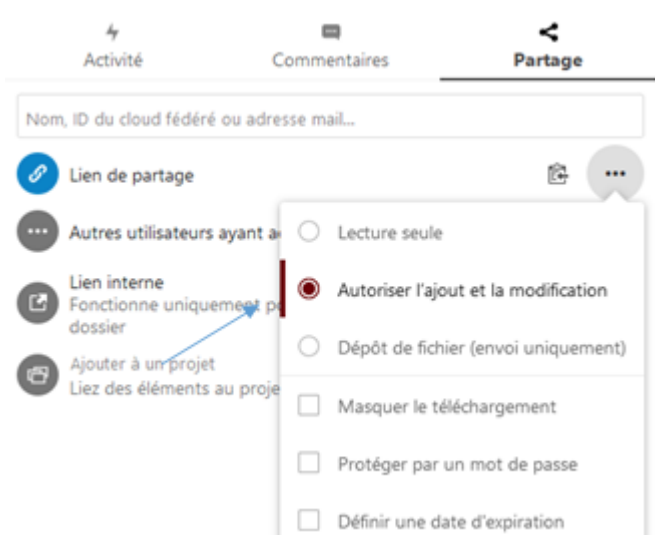 Activité
Commentaires
Partage
Nom, ID du cloud fédéré ou adresse mail...
Lien de partage
Autres utilisateurs ayant
Lecture seule
Lien interne
Fonctionne uniquement
dossier
Autoriser l'ajout et la modification
Dépôt de fichier (envoi uniquement)
Ajouter à un projet
Liez des éléments au
Masquer le téléchargement
Protéger par un mot de passe
Définir une date d'expiration